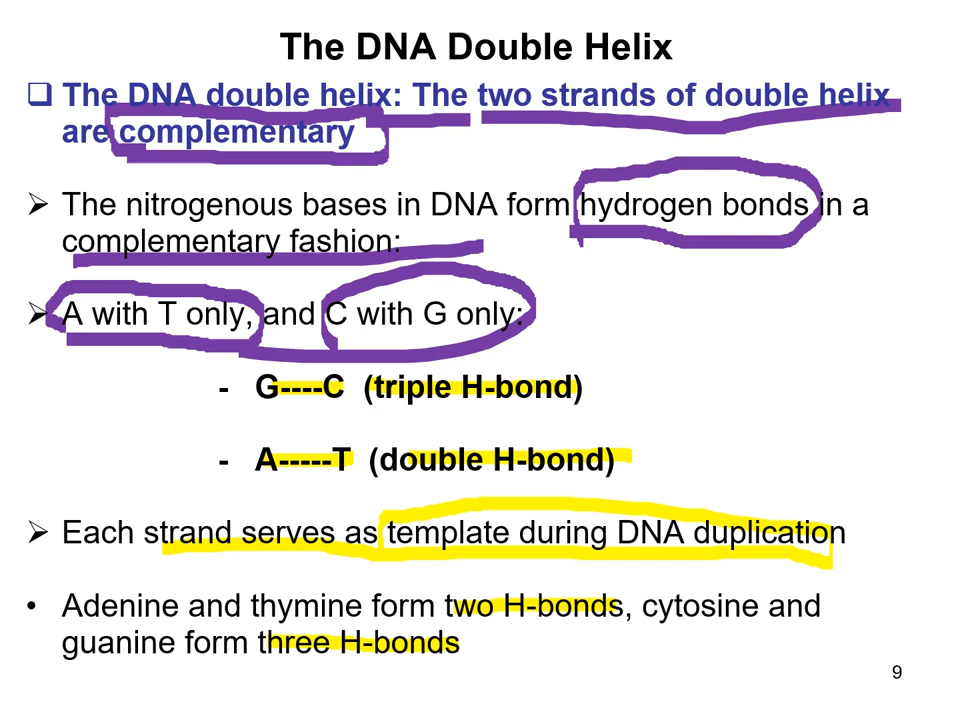 The DNA Double Helix
❑ The DNA double helix: The two strands of double helix
are complementary
➢ The nitrogenous bases in DNA form hydrogen bonds in a
complementary fashion:
➢ A with T only, and C with G only:
- G----C (triple H-bond)
- A-----T (double H-bond)
➢ Each strand serves as template during DNA duplication
• Adenine and thymine form two H-bonds, cytosine and
guanine form three H-bonds
9